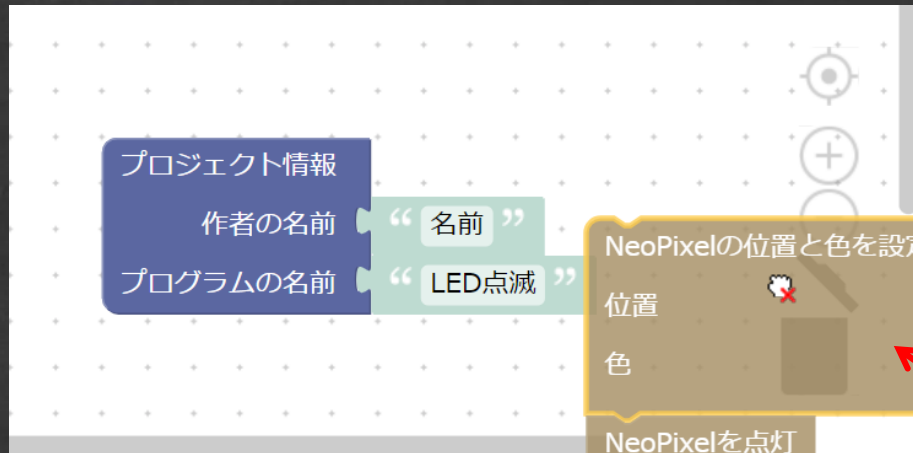 プロジェクト情報
作者の名前 “ 名前 ”
プログラムの名前 “ LED点滅 ”
NeoPixelの位置と色を設定
位置
色
NeoPixelを点灯